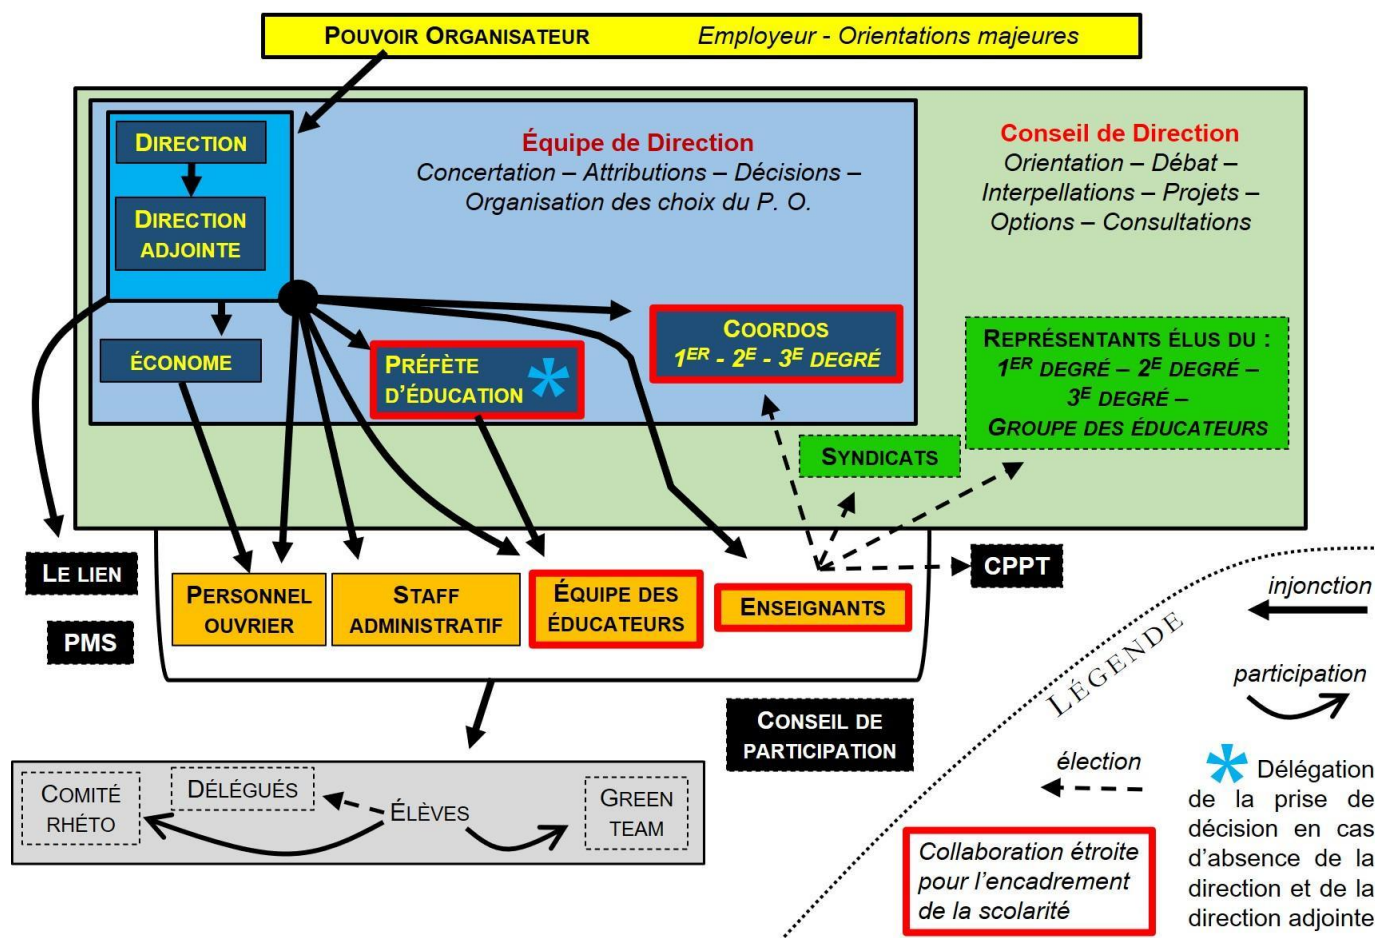 POUVOIR ORGANISATEUR Employeur - Orientations majeures
DIRECTION
DIRECTION
ADJOINTE
Équipe de Direction
Concertation – Attributions – Décisions –
Organisation des choix du P. O.
Conseil de Direction
Orientation – Débat –
Interpellations – Projets –
Options – Consultations
ÉCONOME
PRÉFÈTE
D'ÉDUCATION
COORDOS
1ER - 2E - 3E DEGRÉ
REPRÉSENTANTS ÉLUS DU :
1ER DEGRÉ – 2E DEGRÉ –
3E DEGRÉ –
GROUPE DES ÉDUCATEURS
SYNDICATS
LE LIEN
PMS
PERSONNEL
OUVRIER
STAFF
ADMINISTRATIF
ÉQUIPE DES
ÉDUCATEURS
ENSEIGNANTS
CPPT
CONSEIL DE
PARTICIPATION
COMITÉ
RHÉTO
DÉLÉGUÉS
ÉLÈVES
GREEN
TEAM
LÉGENDE
injonction
participation
élection
Collaboration étroite
pour l'encadrement
de la scolarité
Délégation
de la prise de
décision en cas
d'absence de la
direction et de la
direction adjointe